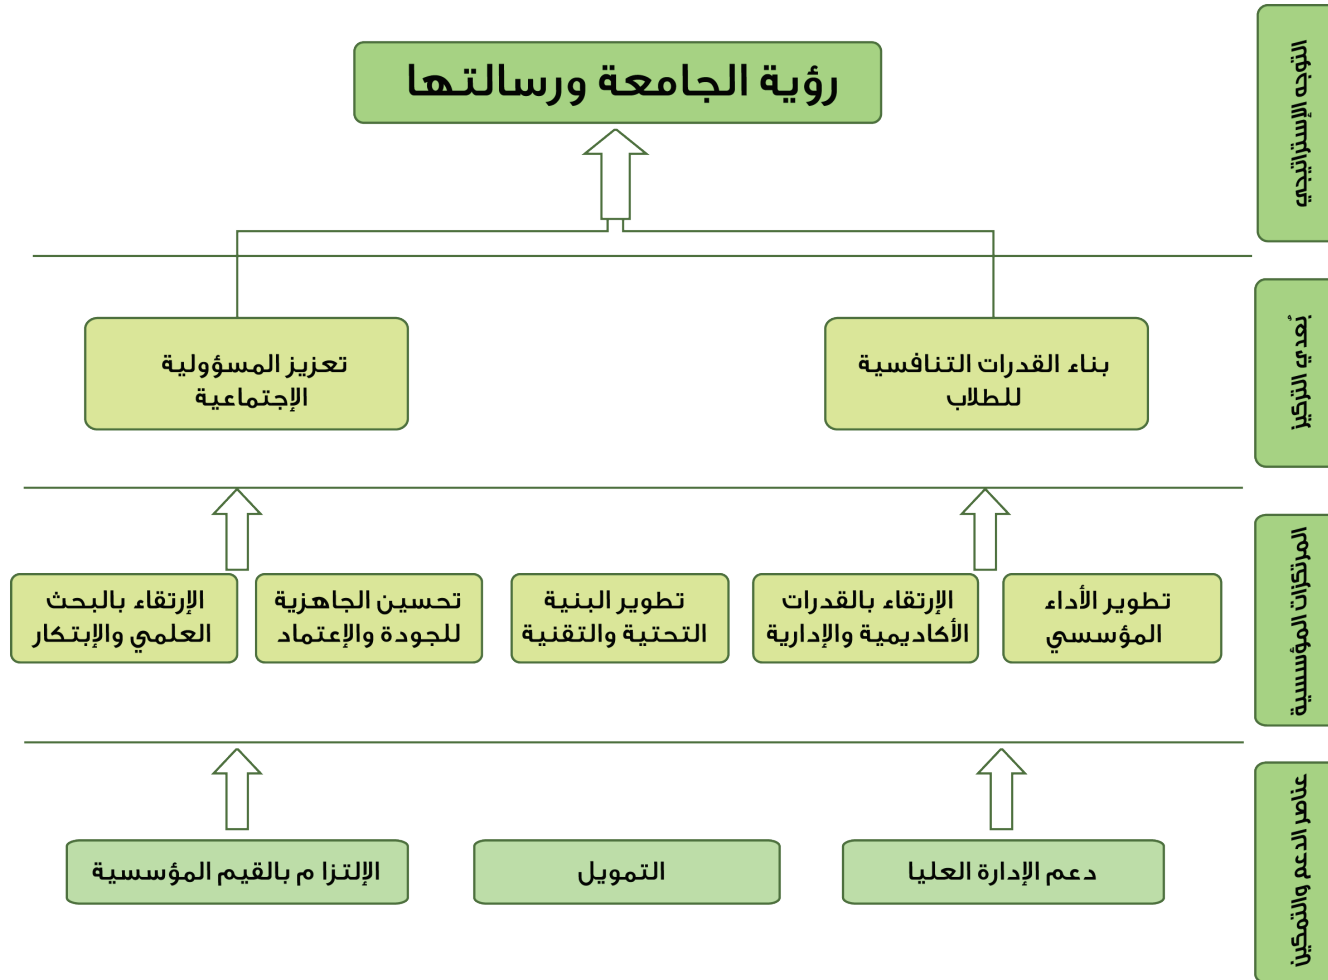 التوجه الإستراتيجي
رؤية الجامعة ورسالتها
بُعدي التركيز
بناء القدرات التنافسية
للطلاب
تعزيز المسؤولية
الإجتماعية
المرتكزات المؤسسية
تطوير الأداء
المؤسسي
الإرتقاء بالقدرات
الأكاديمية والإدارية
تطوير البنية
التحتية والتقنية
تحسين الجاهزية
للجودة والإعتماد
الإرتقاء بالبحث
العلمي والإبتكار
عناصر الدعم والتمكين
دعم الإدارة العليا
التمويل
الإلتزا م بالقيم المؤسسية